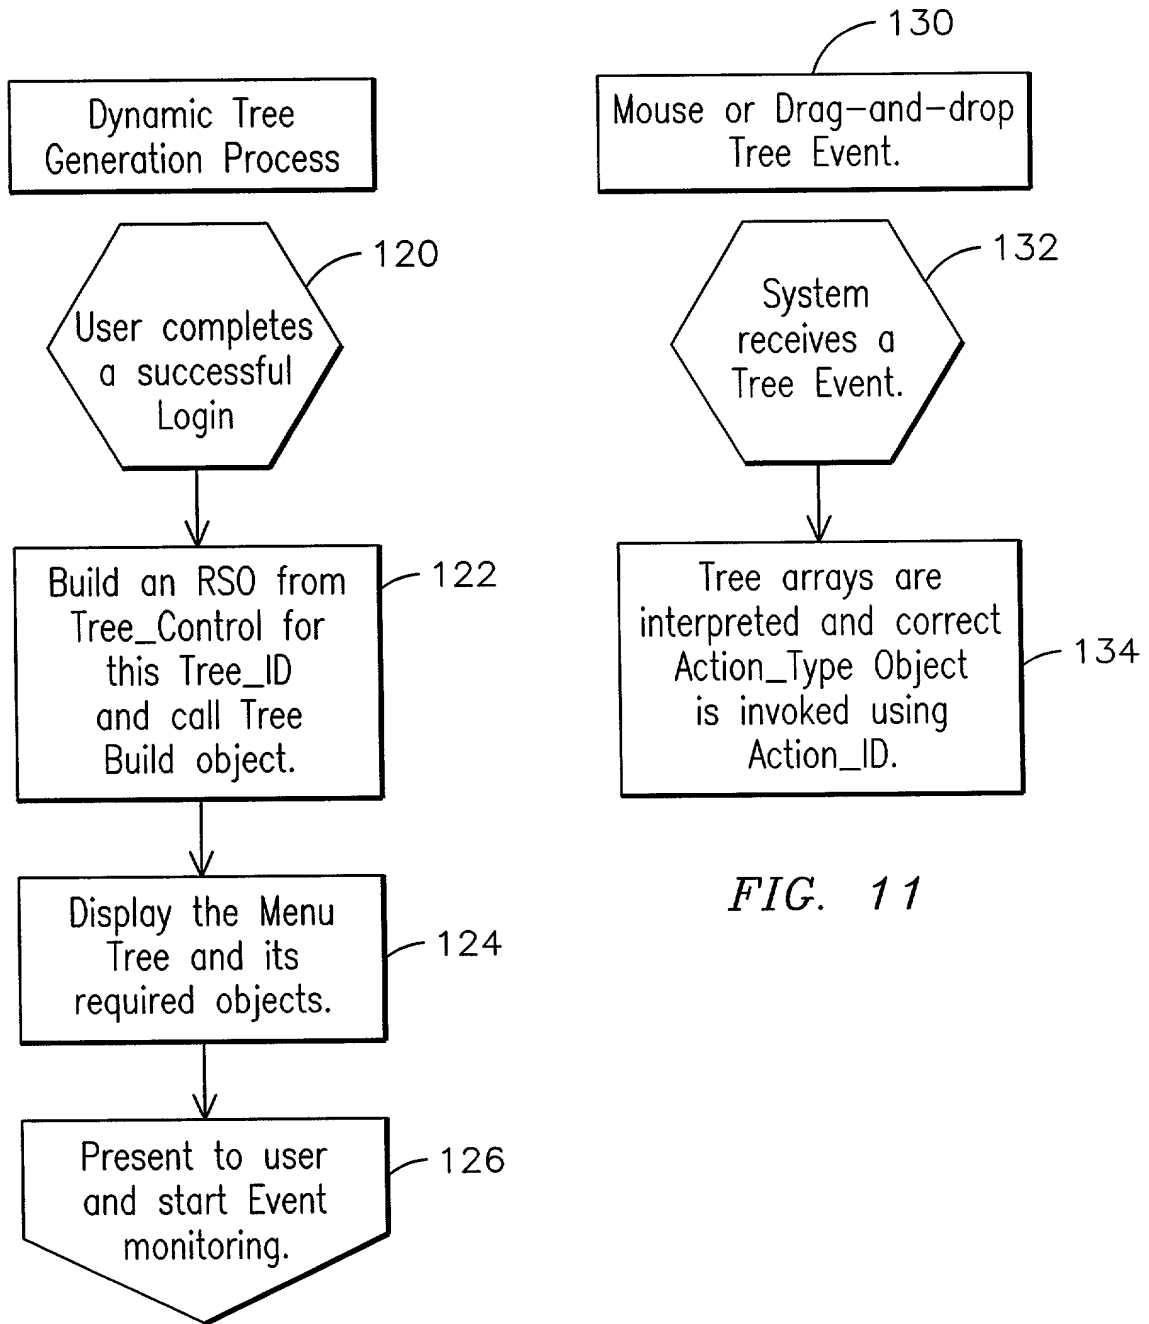 Dynamic Tree
Generation Process
120
User completes
a successful
Login
Build an RSO from
Tree_Control for
this Tree_ID
and call Tree
Build object.
122
Display the Menu
Tree and its
required objects.
124
Present to user
and start Event
monitoring.
126
130
Mouse or Drag-and-drop
Tree Event.
132
System
receives a
Tree Event.
Tree arrays are
interpreted and correct
Action_Type Object
is invoked using
Action_ID.
134
FIG. 11